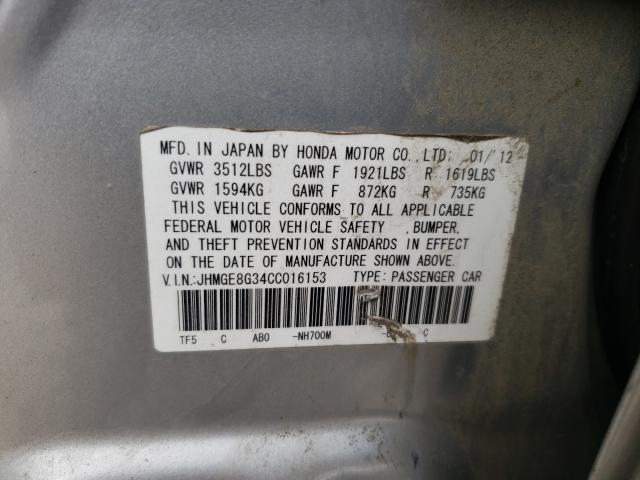 MFD. IN JAPAN BY HONDA MOTOR CO., LTD. 01/'12
GVWR 3512LBS GAWR F 1921LBS R 1619LBS
GVWR 1594KG GAWR F 872KG R 735KG
THIS VEHICLE CONFORMS TO ALL APPLICABLE
FEDERAL MOTOR VEHICLE SAFETY , BUMPER,
AND THEFT PREVENTION STANDARDS IN EFFECT
ON THE DATE OF MANUFACTURE SHOWN ABOVE.
V.I.N.:JHMGE8G34CC016153 TYPE: PASSENGER CAR
TF5 C AB0 -NH700M C